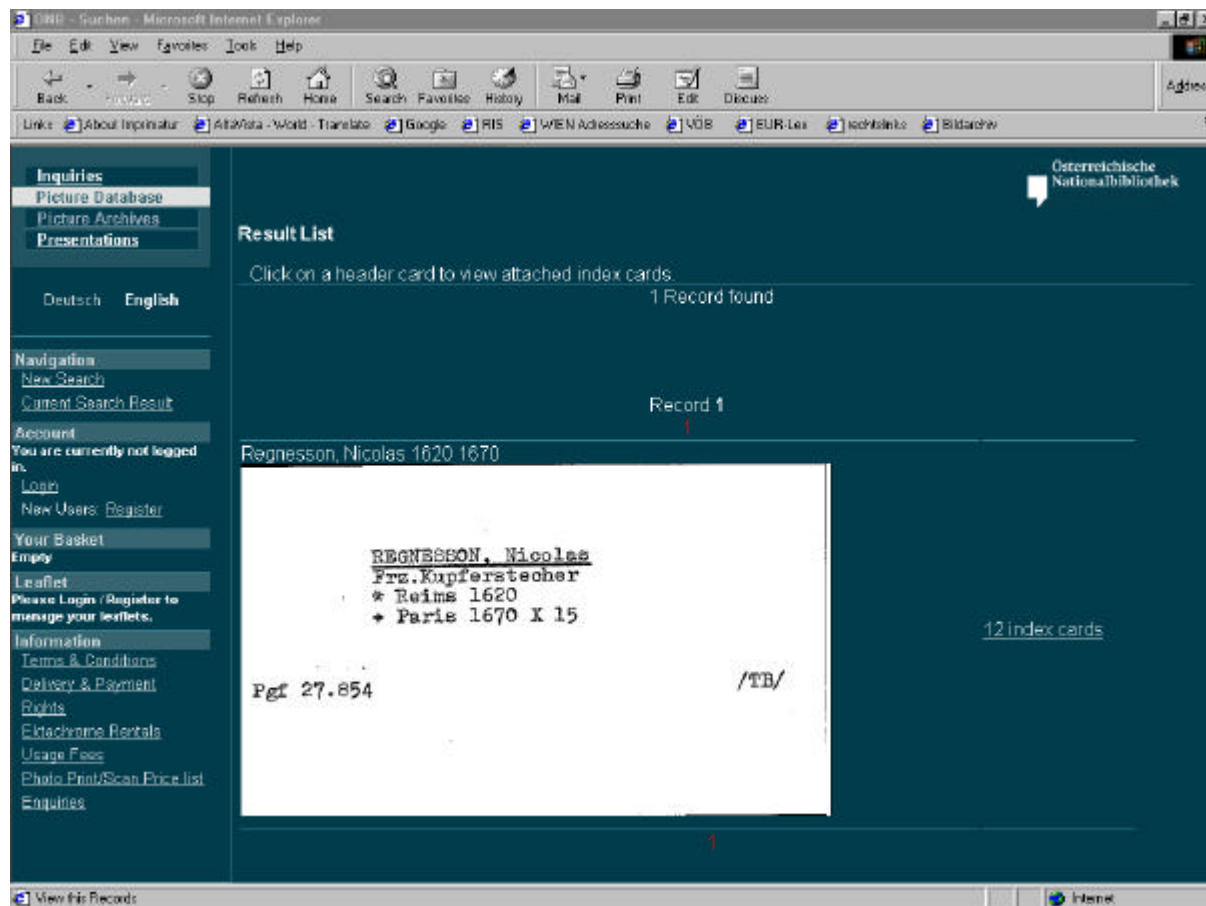 ONB - Suchen - Microsoft Internet Explorer
File Edit View Favorites Tools Help
Back Forward Stop Refresh Home Search Favorites History Mail Print Edit Discuss
Address
Links About Imprimatur AltaVista - World - Translate Google RIS WIEN Adresssuche VÖB EUR-Lex rechtslinks Bildarchiv
Inquiries
Picture Database
Picture Archives
Presentations
Deutsch English
Navigation
New Search
Current Search Result
Account
You are currently not logged
in.
Login
New Users: Register
Your Basket
Empty
Leaflet
Please Login / Register to
manage your leaflets.
Information
Terms & Conditions
Delivery & Payment
Rights
Ektachrome Rentals
Usage Fees
Photo Print/Scan Price list
Enquiries
Österreichische
Nationalbibliothek
Result List
Click on a header card to view attached index cards.
1 Record found
Record 1
1
Regnesson, Nicolas 1620 1670
REGNESSON, Nicolas
Frz.Kupferstecher
* Reims 1620
+ Paris 1670 X 15
Pgf 27.854 /TB/
12 index cards
1
View this Records
Internet